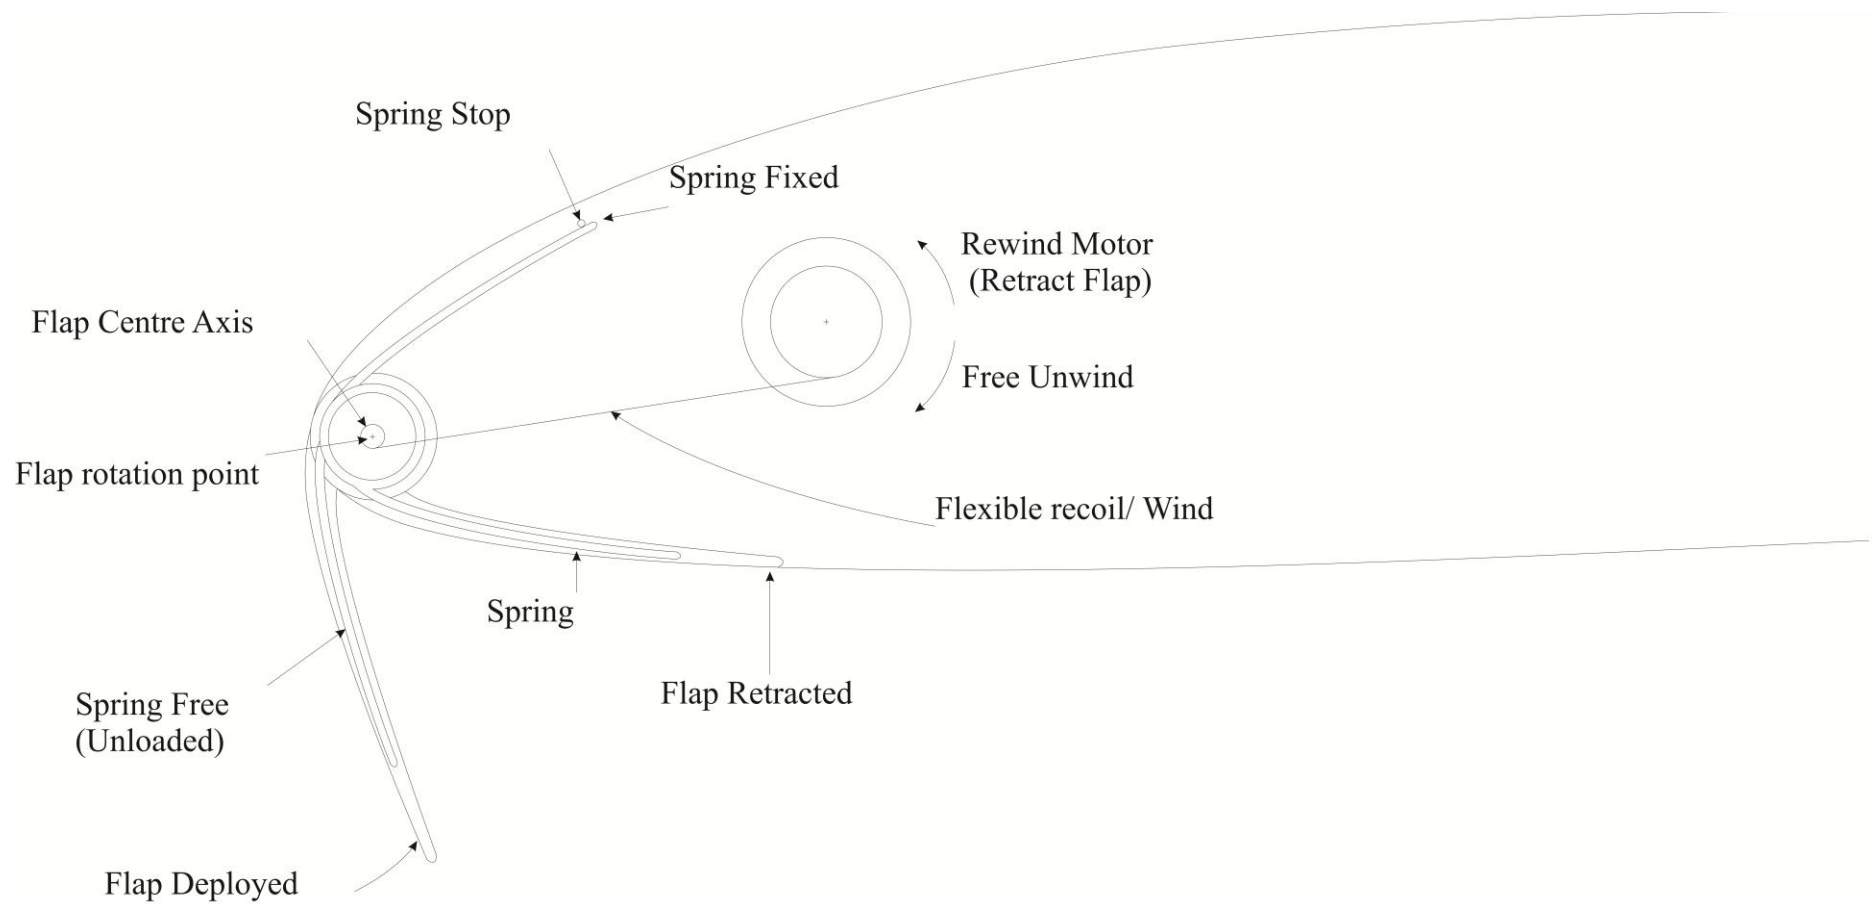 Spring Stop
Spring Fixed
Rewind Motor
(Retract Flap)
Flap Centre Axis
Free Unwind
Flap rotation point
Flexible recoil/ Wind
Spring
Flap Retracted
Spring Free
(Unloaded)
Flap Deployed